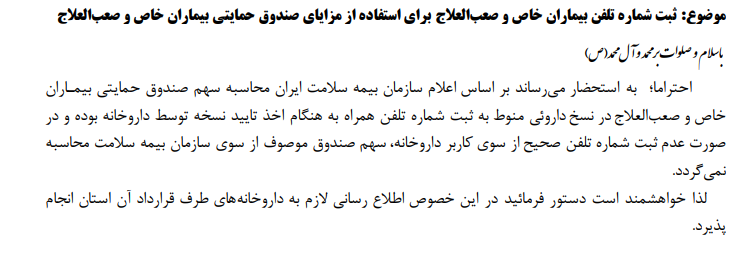 موضوع: ثبت شماره تلفن بیماران خاص و صعب‌العلاج برای استفاده از مزایای صندوق حمایتی بیماران خاص و صعب‌العلاج
باسلام و صلوات بر محمد و آل محمد(ص)
احتراما؛ به استحضار می‌رساند بر اساس اعلام سازمان بیمه سلامت ایران محاسبه سهم صندوق حمایتی بیماران
خاص و صعب‌العلاج در نسخ داروئی منوط به ثبت شماره تلفن همراه به هنگام اخذ تایید نسخه توسط داروخانه بوده و در
صورت عدم ثبت شماره تلفن صحیح از سوی کاربر داروخانه، سهم صندوق موصوف از سوی سازمان بیمه سلامت محاسبه
نمی‌گردد.
لذا خواهشمند است دستور فرمائید در این خصوص اطلاع رسانی لازم به داروخانه‌های طرف قرارداد آن استان انجام
پذیرد.